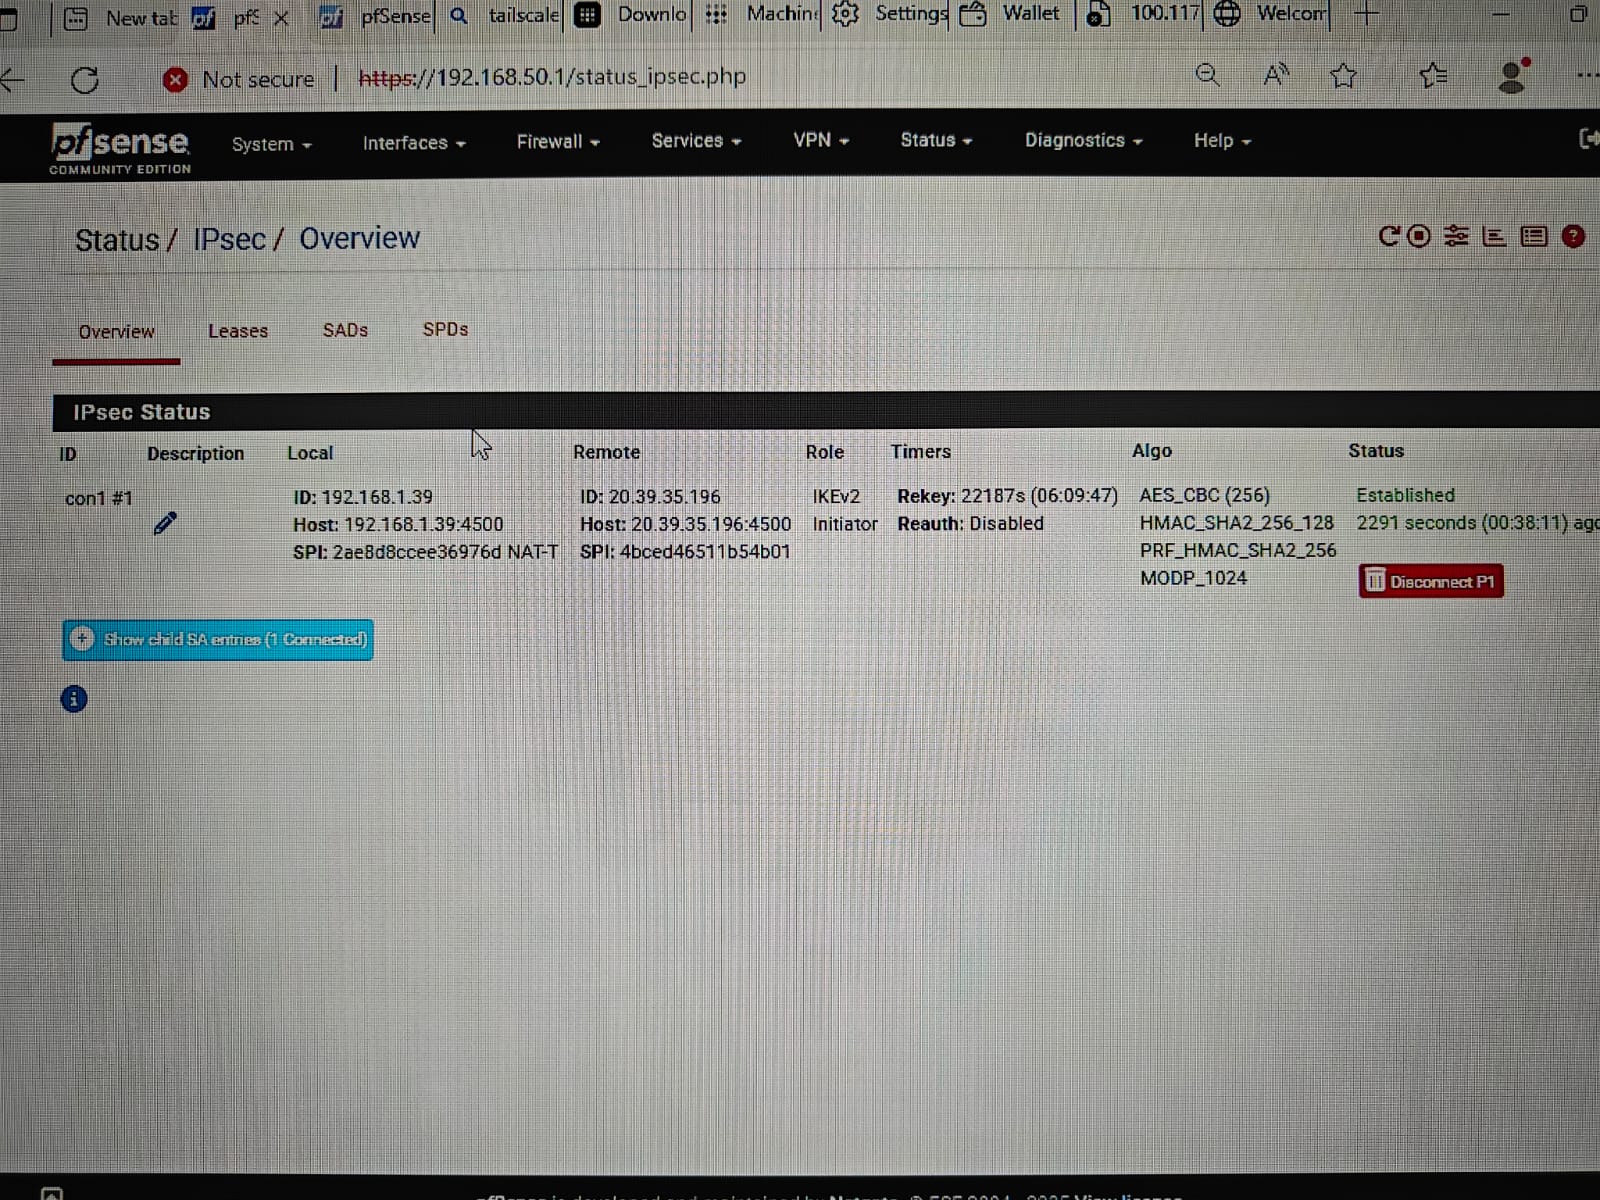 New tab
pfS
pfSense
tailscale
Downlo
Machin
Settings
Wallet
100.117
Welcom
Not secure
https://192.168.50.1/status_ipsec.php
pfsense
COMMUNITY EDITION
System
Interfaces
Firewall
Services
VPN
Status
Diagnostics
Help
Status / IPsec / Overview
Overview
Leases
SADs
SPDs
IPsec Status
ID Description Local Remote Role Timers Algo Status
con1 #1
ID: 192.168.1.39
Host: 192.168.1.39:4500
SPI: 2ae8d8ccee36976d NAT-T
ID: 20.39.35.196
Host: 20.39.35.196:4500
SPI: 4bced46511b54b01
IKEv2
Initiator
Rekey: 22187s (06:09:47)
Reauth: Disabled
AES_CBC (256)
HMAC_SHA2_256_128
PRF_HMAC_SHA2_256
MODP_1024
Established
2291 seconds (00:38:11) ago
Disconnect P1
Show child SA entries (1 Connected)